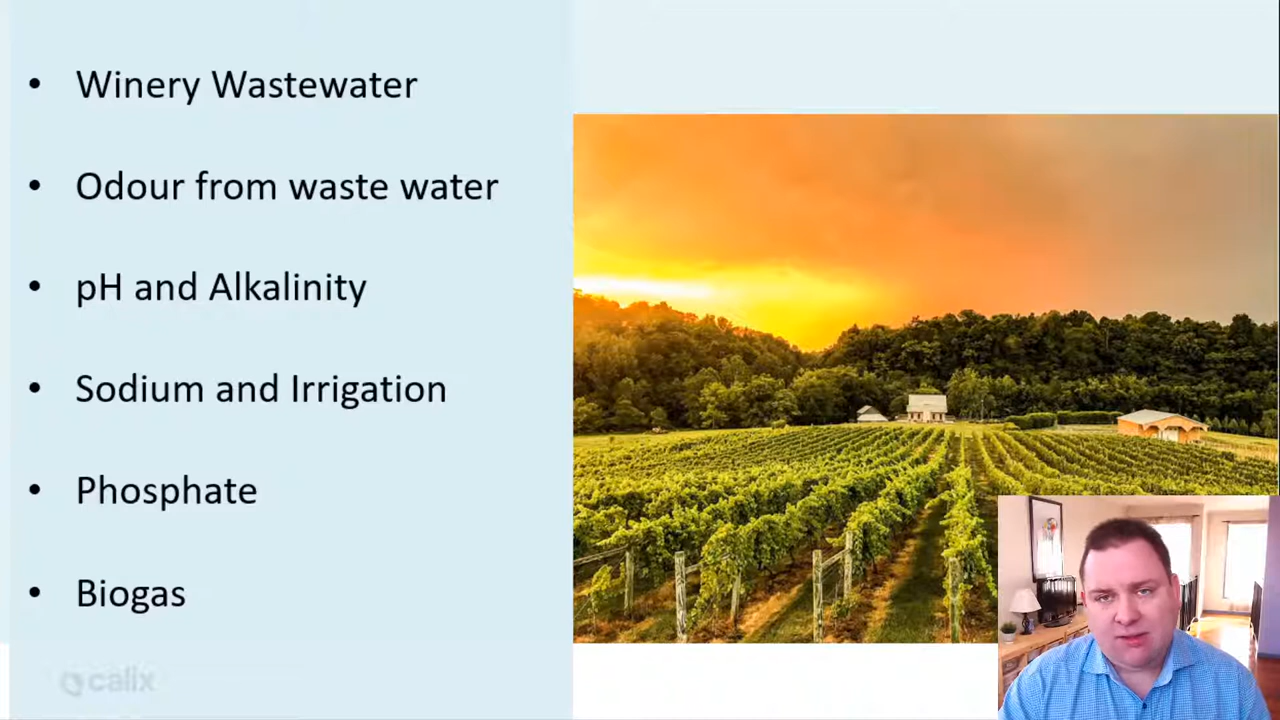 • Winery Wastewater
• Odour from waste water
• pH and Alkalinity
• Sodium and Irrigation
• Phosphate
• Biogas
calix